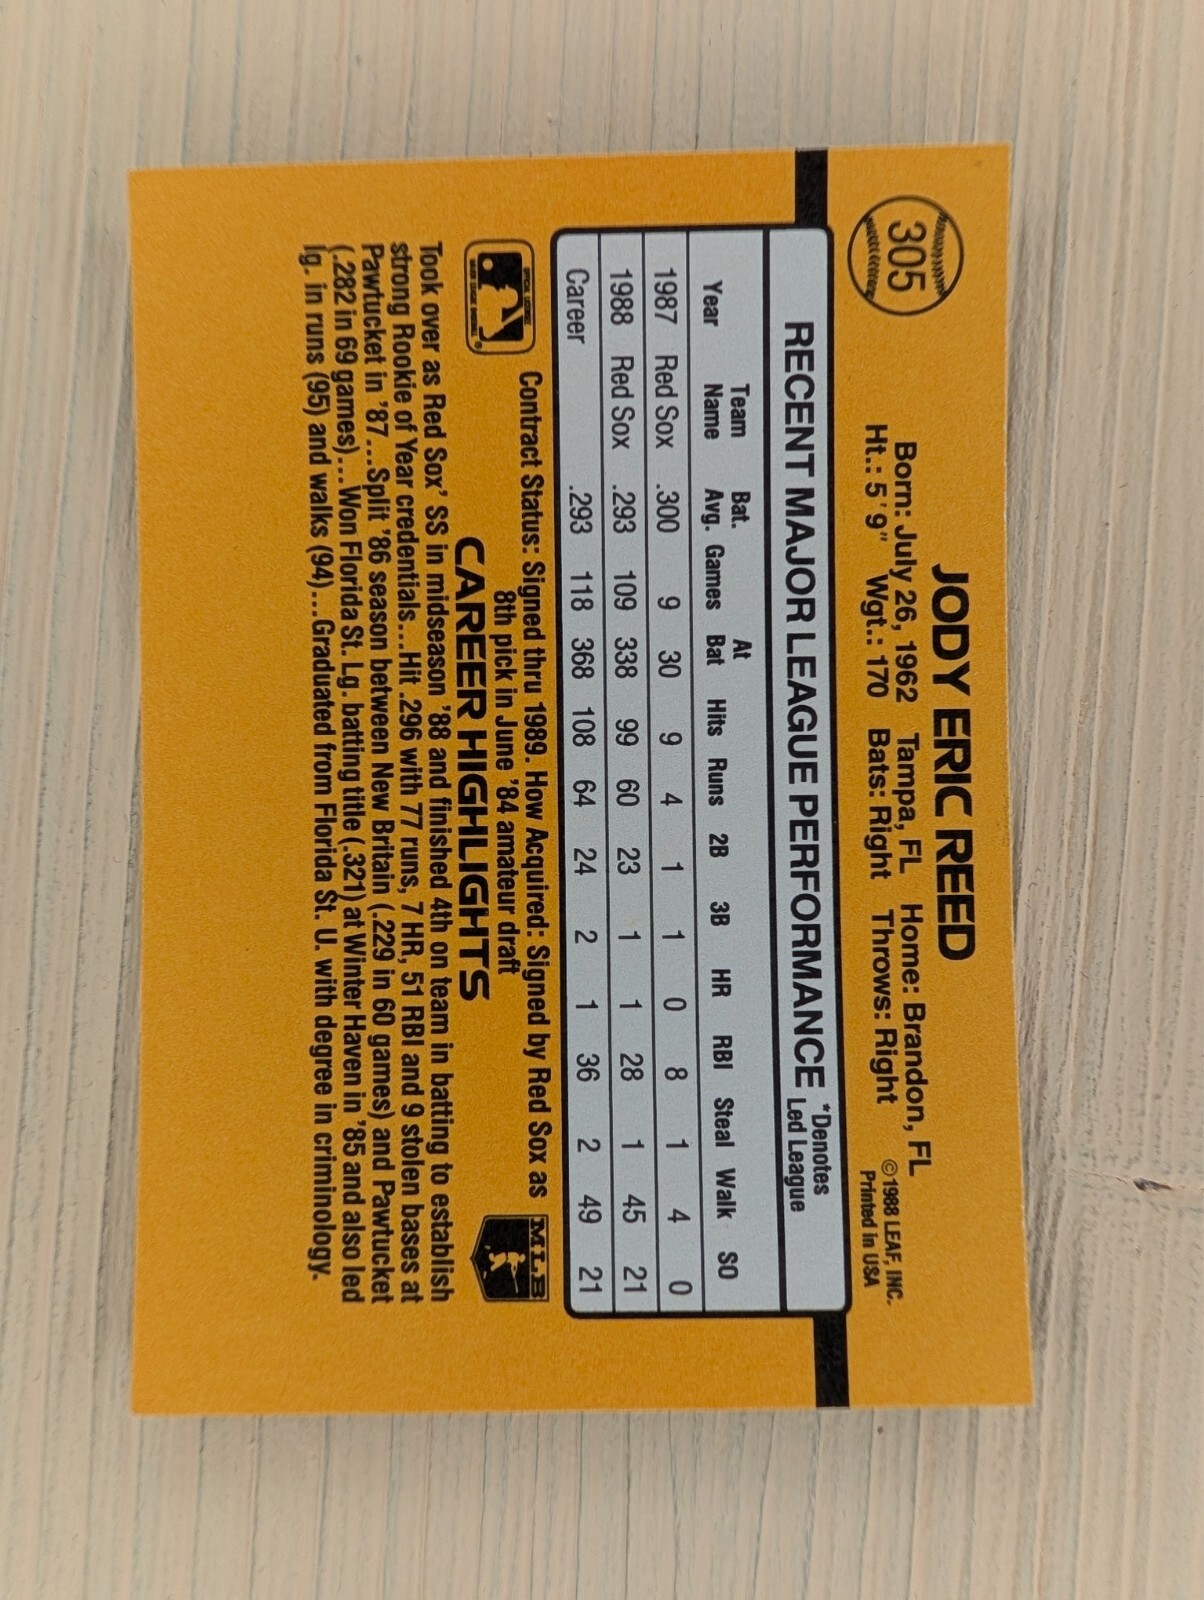 305
JODY ERIC REED
Born: July 26, 1962 Tampa, FL Home: Brandon, FL
Ht.: 5'9" Wgt.: 170 Bats: Right Throws: Right
©1988 LEAF, INC.
Printed in USA
RECENT MAJOR LEAGUE PERFORMANCE *Denotes
Led League
Team Bat. At
Year Name Avg. Games Bat Hits Runs 2B 3B HR RBI Steal Walk SO
1987 Red Sox .300 9 30 9 4 1 1 0 8 1 4 0
1988 Red Sox .293 109 338 99 60 23 1 1 28 1 45 21
Career .293 118 368 108 64 24 2 1 36 2 49 21
Contract Status: Signed thru 1989. How Acquired: Signed by Red Sox as
8th pick in June '84 amateur draft
MLB
CAREER HIGHLIGHTS
Took over as Red Sox' SS in midseason '88 and finished 4th on team in batting to establish
strong Rookie of Year credentials...Hit .296 with 77 runs, 7 HR, 51 RBI and 9 stolen bases at
Pawtucket in '87...Split '86 season between New Britain (.229 in 60 games) and Pawtucket
(.282 in 69 games)...Won Florida St. Lg. batting title (.321) at Winter Haven in '85 and also led
lg. in runs (95) and walks (94)...Graduated from Florida St. U. with degree in criminology.